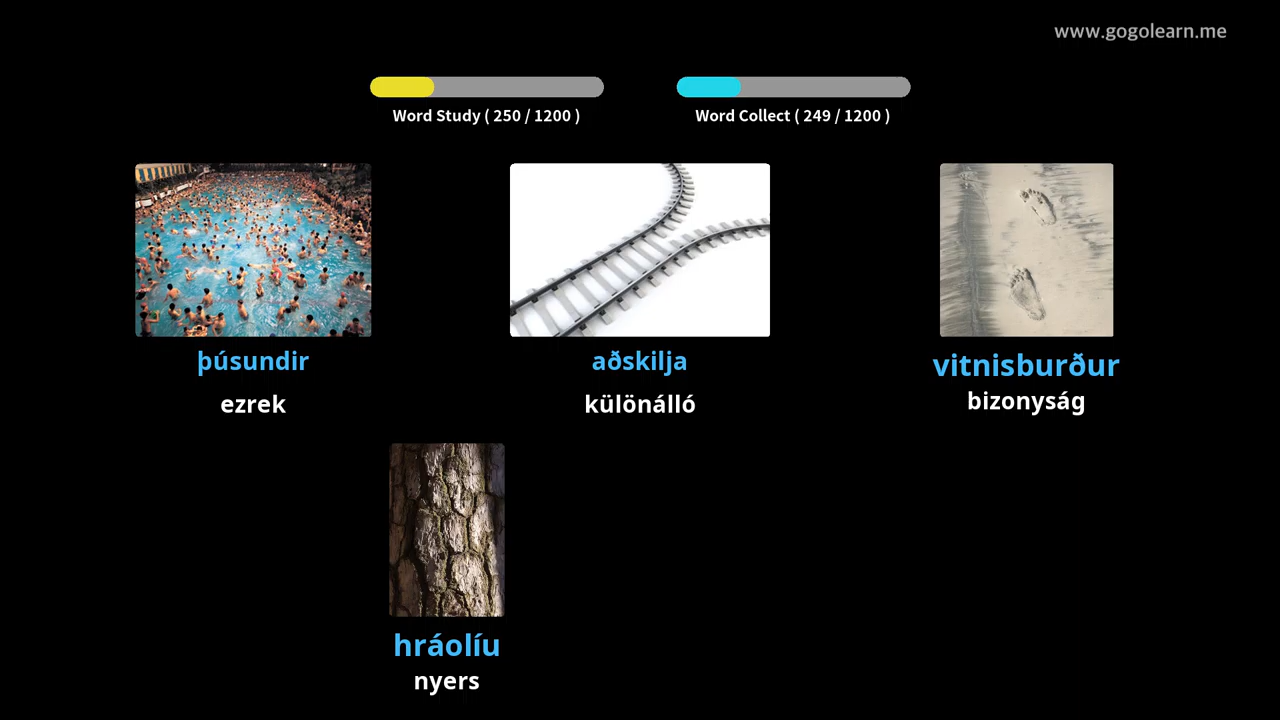 www.gogolearn.me
Word Study ( 250 / 1200 )
Word Collect ( 249 / 1200 )
þúsundir
ezrek
aðskilja
különálló
vitnisburður
bizonyság
hráolíu
nyers